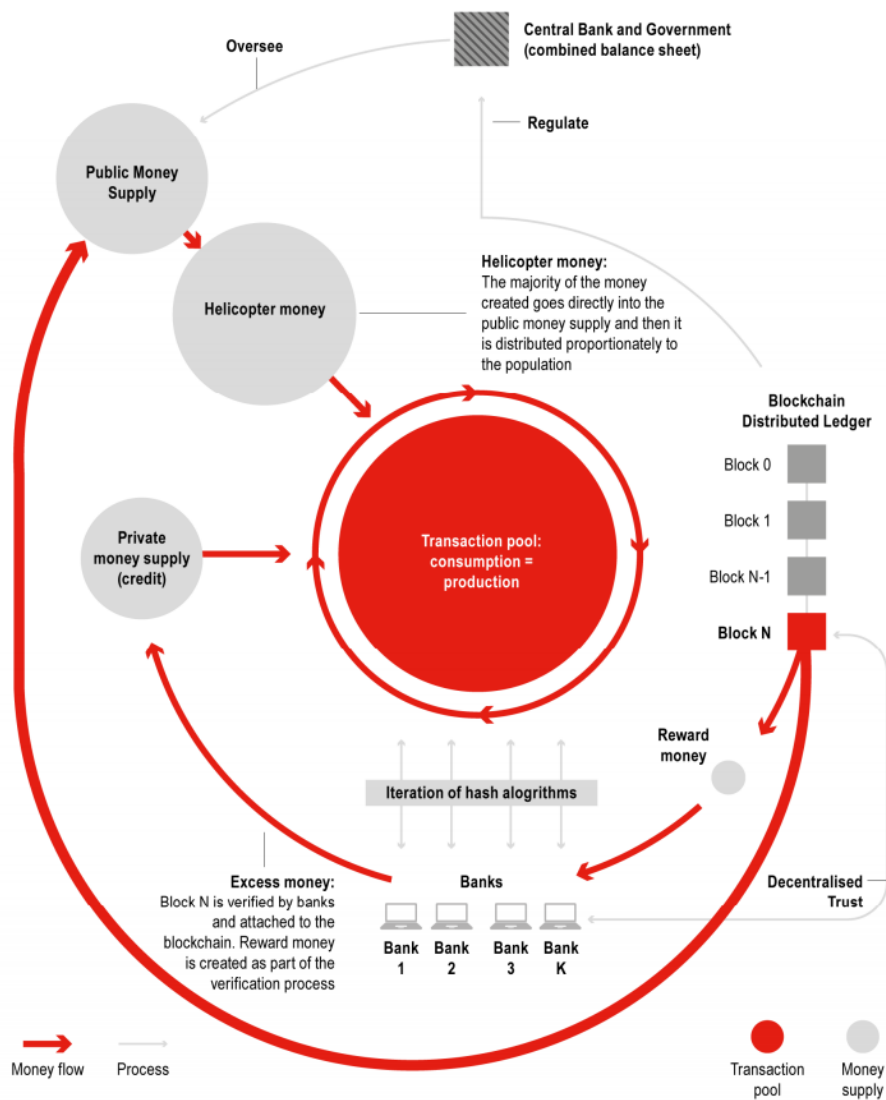 Central Bank and Government
(combined balance sheet)
Oversee
Regulate
Public Money
Supply
Helicopter money
Helicopter money:
The majority of the money
created goes directly into the
public money supply and then it
is distributed proportionately to
the population
Blockchain
Distributed Ledger
Block 0
Block 1
Block N-1
Block N
Private
money supply
(credit)
Transaction pool:
consumption =
production
Reward
money
Iteration of hash alogrithms
Excess money:
Block N is verified by banks
and attached to the
blockchain. Reward money
is created as part of the
verification process
Banks
Bank
1
Bank
2
Bank
3
Bank
K
Decentralised
Trust
Money flow
Process
Transaction
pool
Money
supply